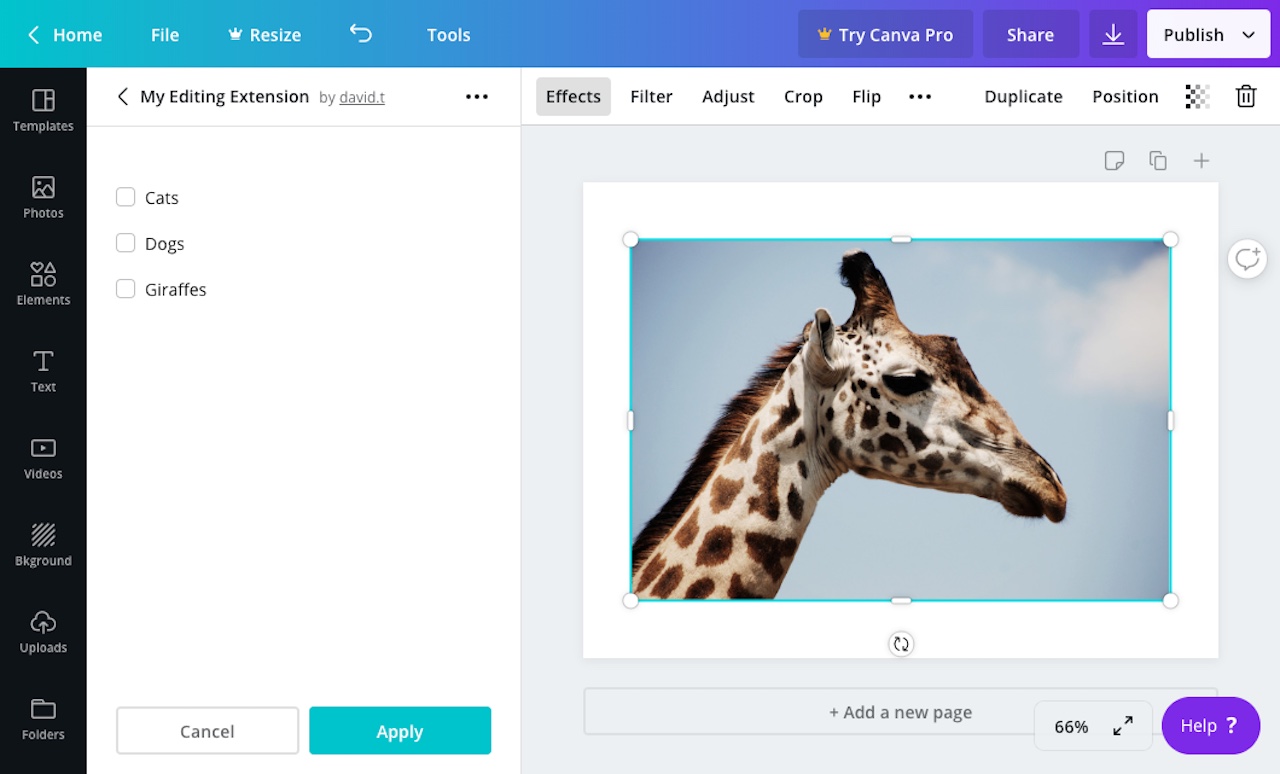 Home File Resize Tools Try Canva Pro Share Publish
Templates
Photos
Elements
Text
Videos
Bkground
Uploads
Folders
My Editing Extension by david.t
Cats
Dogs
Giraffes
Cancel Apply
Effects Filter Adjust Crop Flip Duplicate Position
+ Add a new page
66%
Help ?